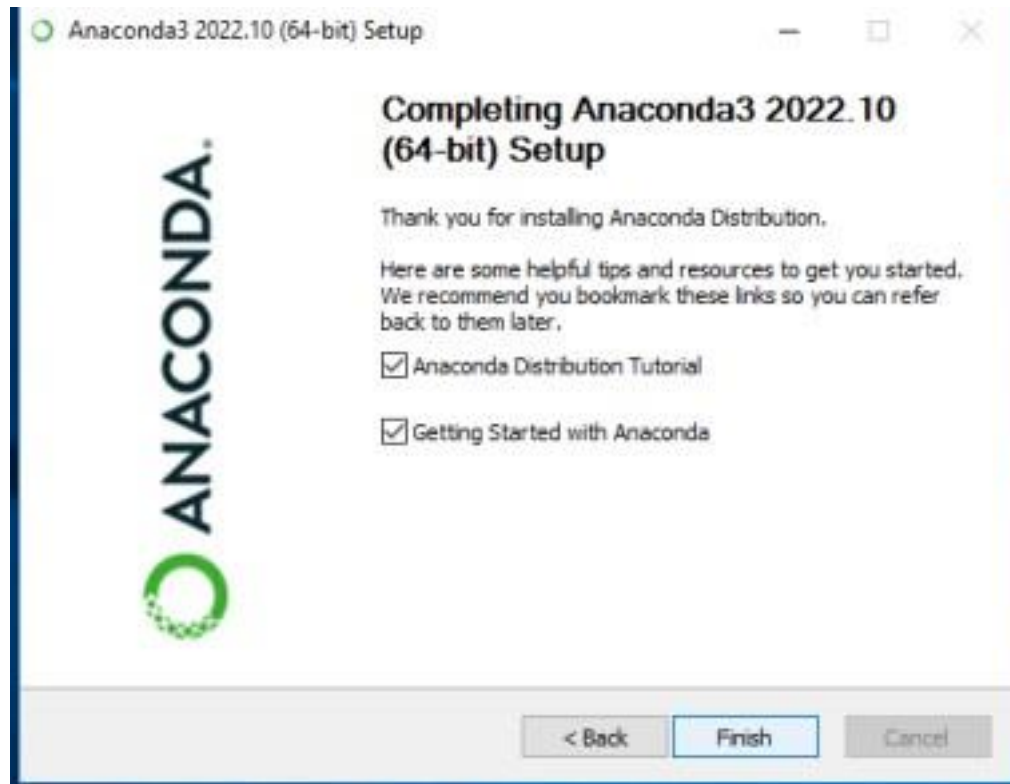 Anaconda3 2022.10 (64-bit) Setup
ANACONDA.
Completing Anaconda3 2022.10
(64-bit) Setup
Thank you for installing Anaconda Distribution.
Here are some helpful tips and resources to get you started.
We recommend you bookmark these links so you can refer
back to them later.
Anaconda Distribution Tutorial
Getting Started with Anaconda
< Back
Finish
Cancel